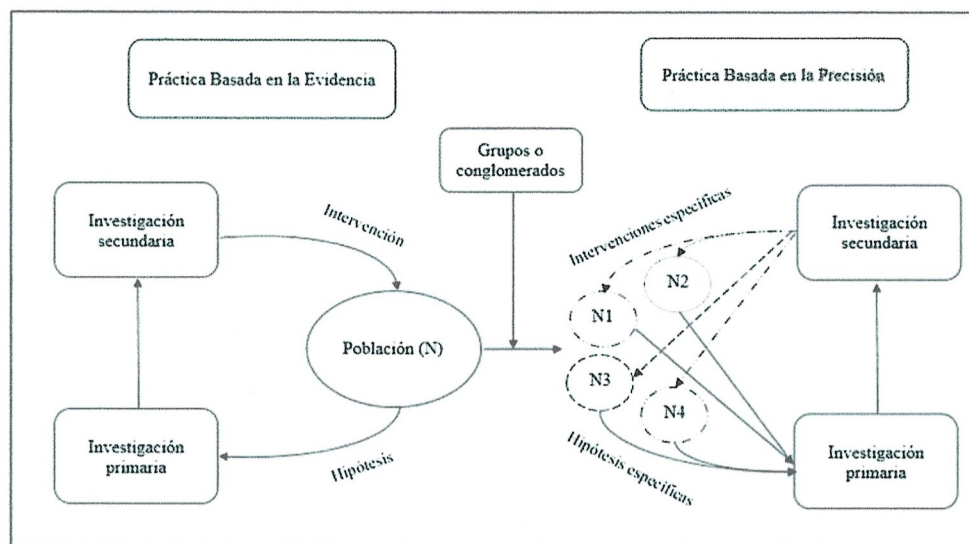 Práctica Basada en la Evidencia
Práctica Basada en la Precisión
Grupos o
conglomerados
Investigación
secundaria
Intervención
Población (N)
Investigación
primaria
Hipótesis
Intervenciones específicas
N1
N2
N3
N4
Hipótesis específicas
Investigación
secundaria
Investigación
primaria